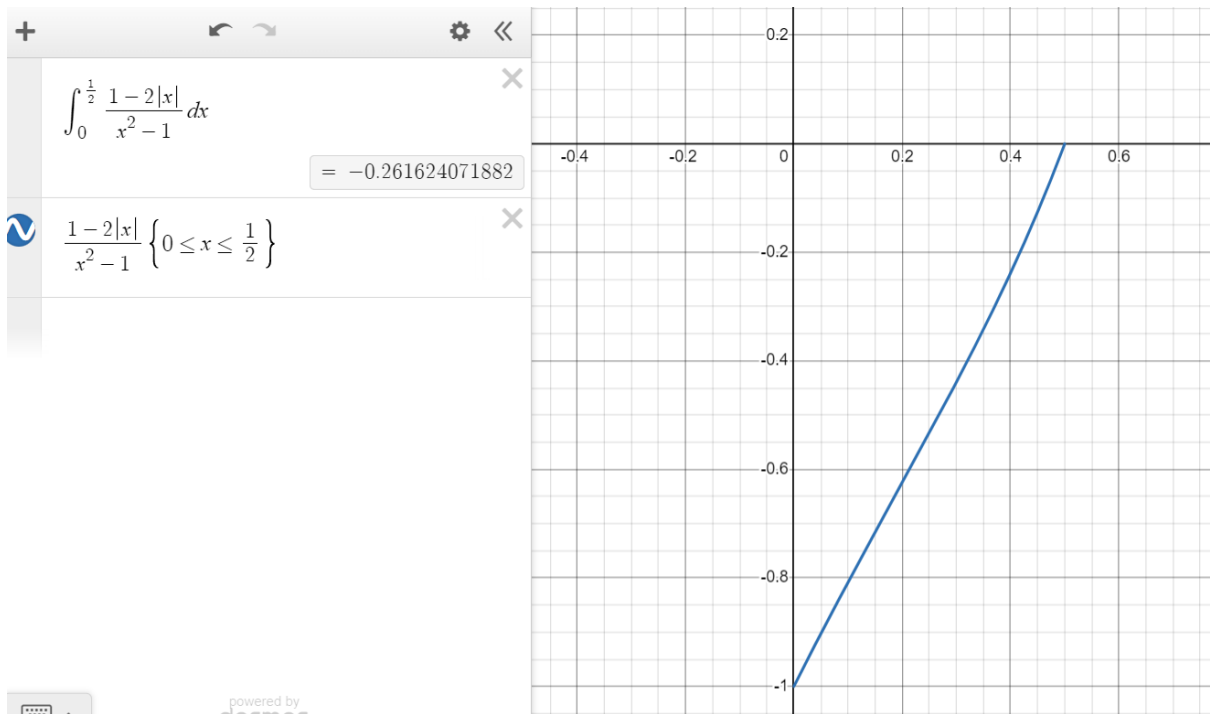 ∫₀^½ (1 − 2|x|)/(x² − 1) dx
= −0.261624071882
(1 − 2|x|)/(x² − 1) {0 ≤ x ≤ 1/2}
powered by
0.2
-0.4 -0.2 0 0.2 0.4 0.6
-0.2
-0.4
-0.6
-0.8
-1